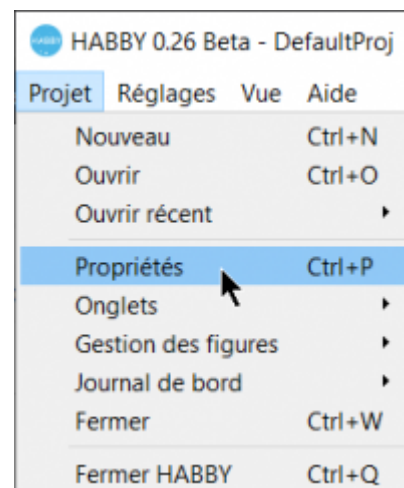 HABBY HABBY 0.26 Beta - DefaultProj
Projet Réglages Vue Aide
Nouveau Ctrl+N
Ouvrir Ctrl+O
Ouvrir récent
Propriétés Ctrl+P
Onglets
Gestion des figures
Journal de bord
Fermer Ctrl+W
Fermer HABBY Ctrl+Q